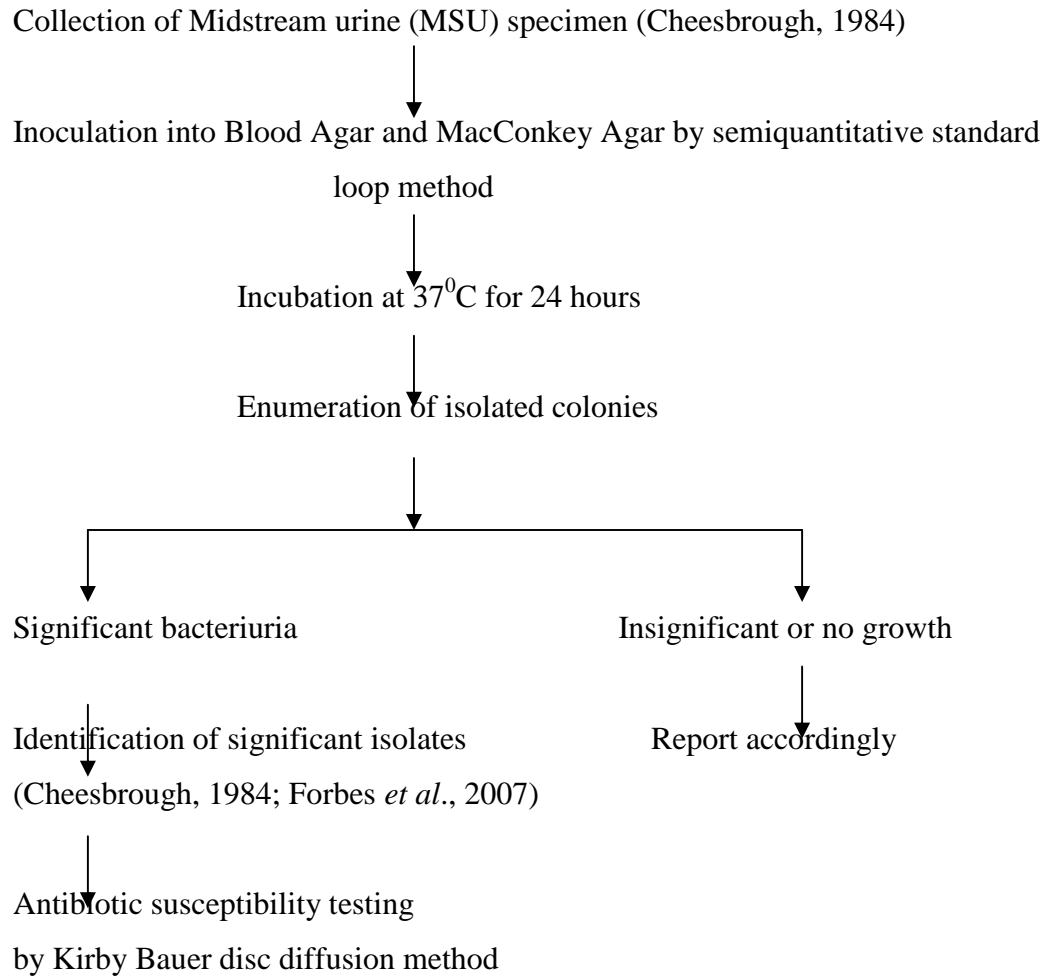 Collection of Midstream urine (MSU) specimen (Cheesbrough, 1984)
Inoculation into Blood Agar and MacConkey Agar by semiquantitative standard
loop method
Incubation at 37⁰C for 24 hours
Enumeration of isolated colonies
Significant bacteriuria
Insignificant or no growth
Identification of significant isolates
(Cheesbrough, 1984; Forbes et al., 2007)
Report accordingly
Antibiotic susceptibility testing
by Kirby Bauer disc diffusion method